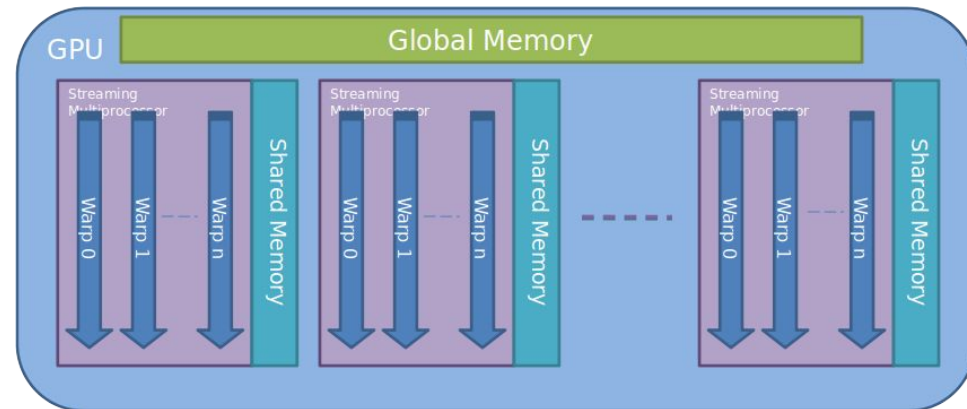 GPU
Global Memory
Streaming
Multiprocessor
Warp 0
Warp 1
Warp n
Shared Memory
Streaming
Multiprocessor
Warp 0
Warp 1
Warp n
Shared Memory
Streaming
Multiprocessor
Warp 0
Warp 1
Warp n
Shared Memory